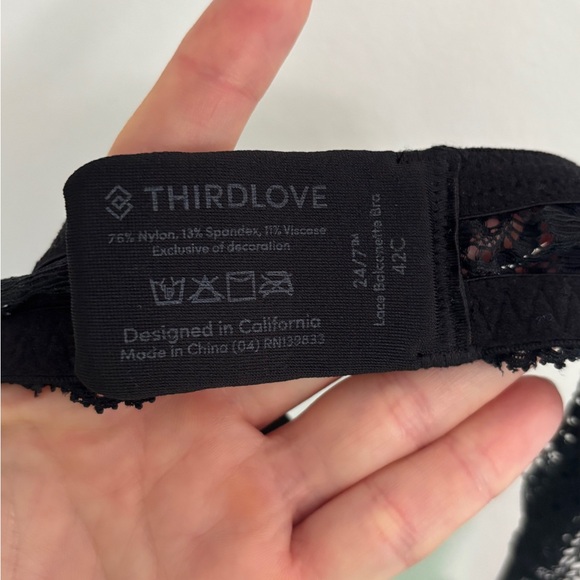 THIRDLOVE
76% Nylon, 13% Spandex, 11% Viscose
Exclusive of decoration
Designed in California
Made in China (04) RN139833
24/7™
Lace Balconette Bra
42C